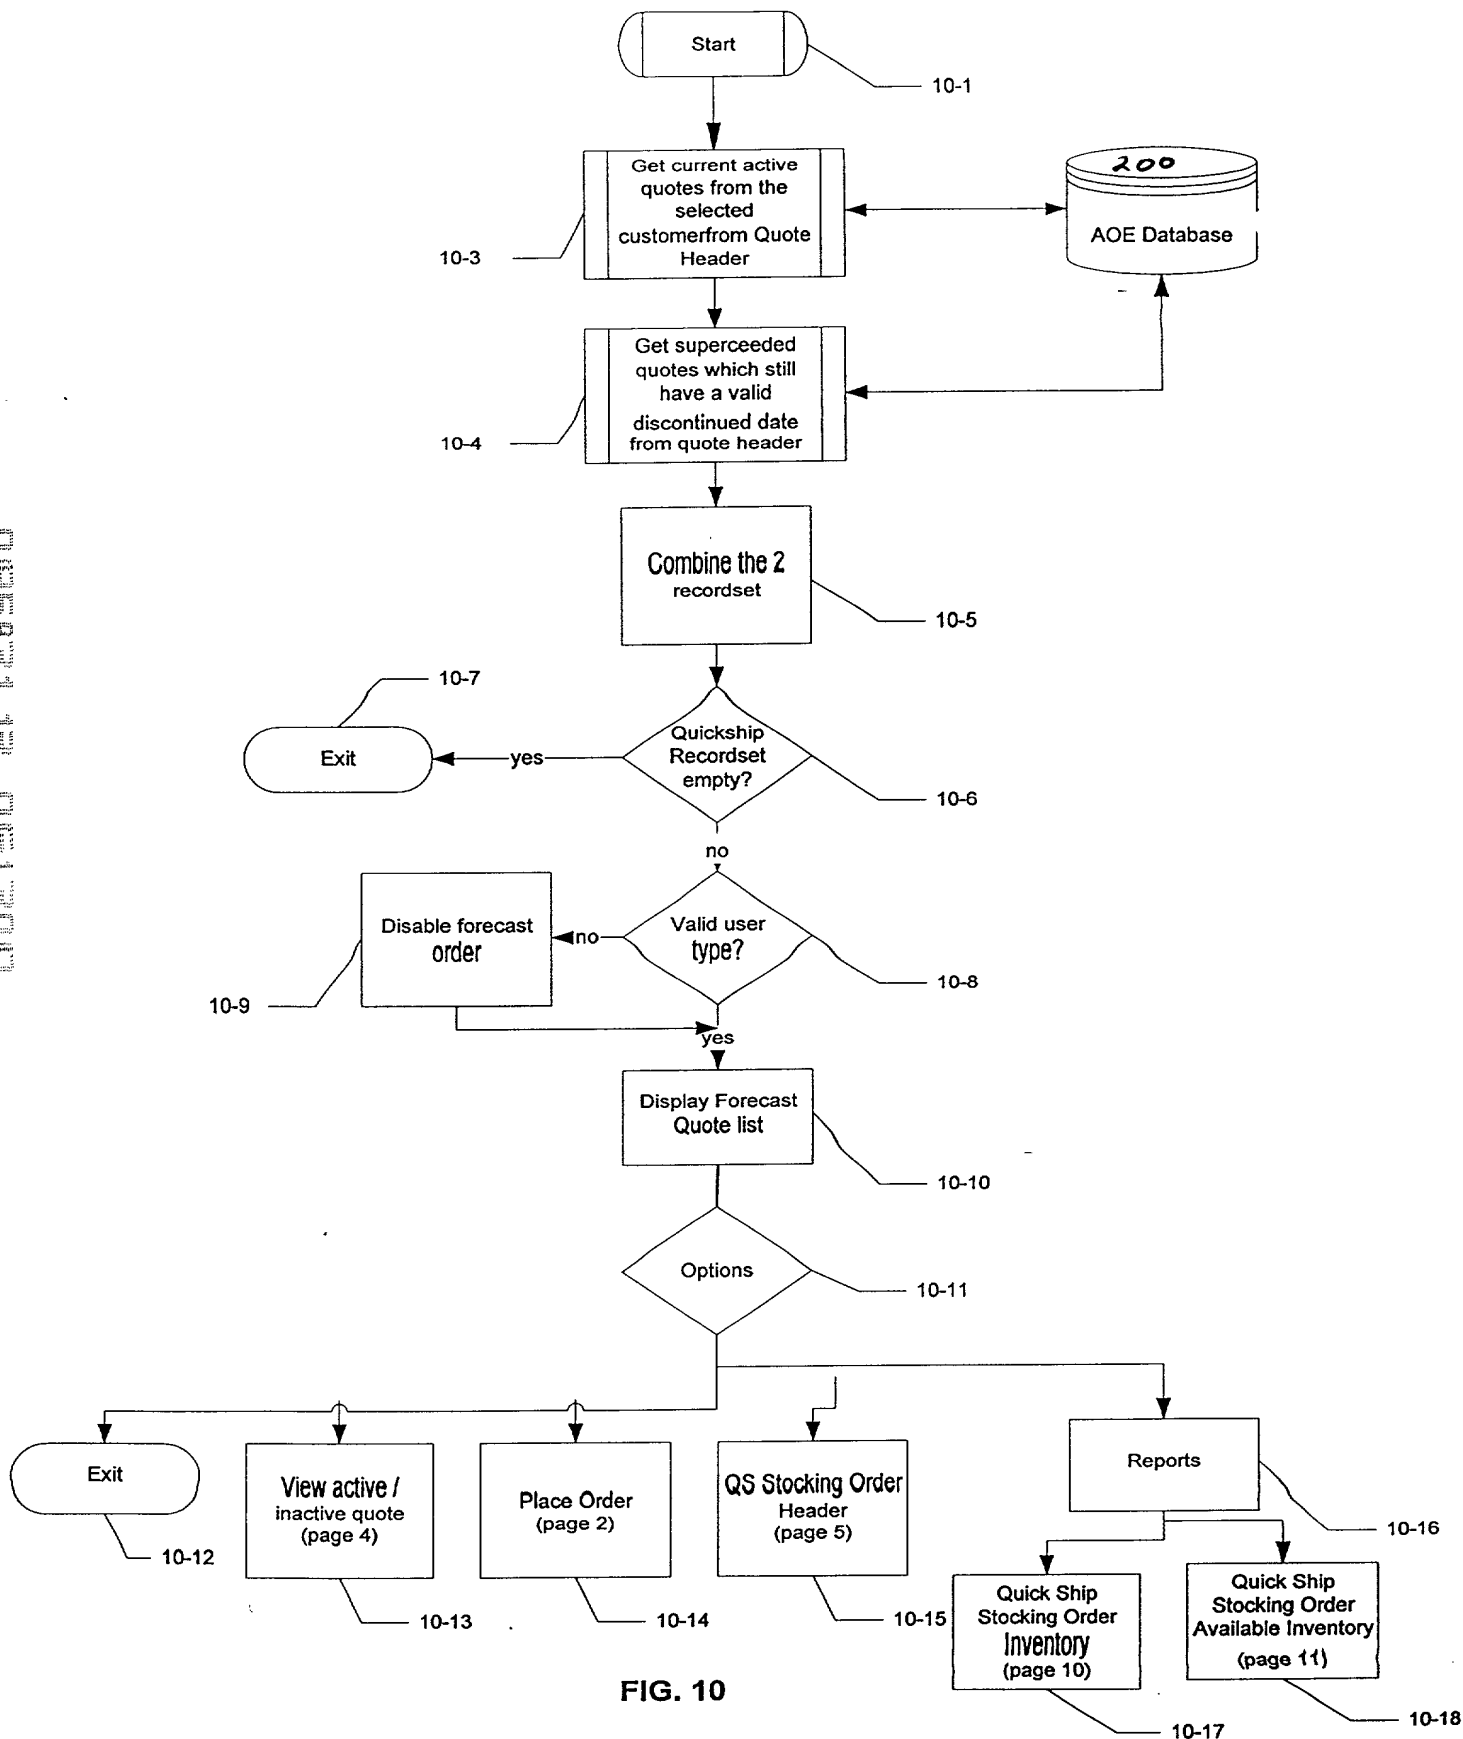 Start
10-1
Get current active
quotes from the
selected
customerfrom Quote
Header
10-3
200
AOE Database
Get superceeded
quotes which still
have a valid
discontinued date
from quote header
10-4
Combine the 2
recordset
10-5
10-7
Exit
yes
Quickship
Recordset
empty?
10-6
no
Disable forecast
order
no
Valid user
type?
10-8
10-9
yes
Display Forecast
Quote list
10-10
Options
10-11
Exit
10-12
View active /
inactive quote
(page 4)
10-13
Place Order
(page 2)
10-14
QS Stocking Order
Header
(page 5)
10-15
Reports
10-16
Quick Ship
Stocking Order
Inventory
(page 10)
10-17
Quick Ship
Stocking Order
Available Inventory
(page 11)
10-18
FIG. 10